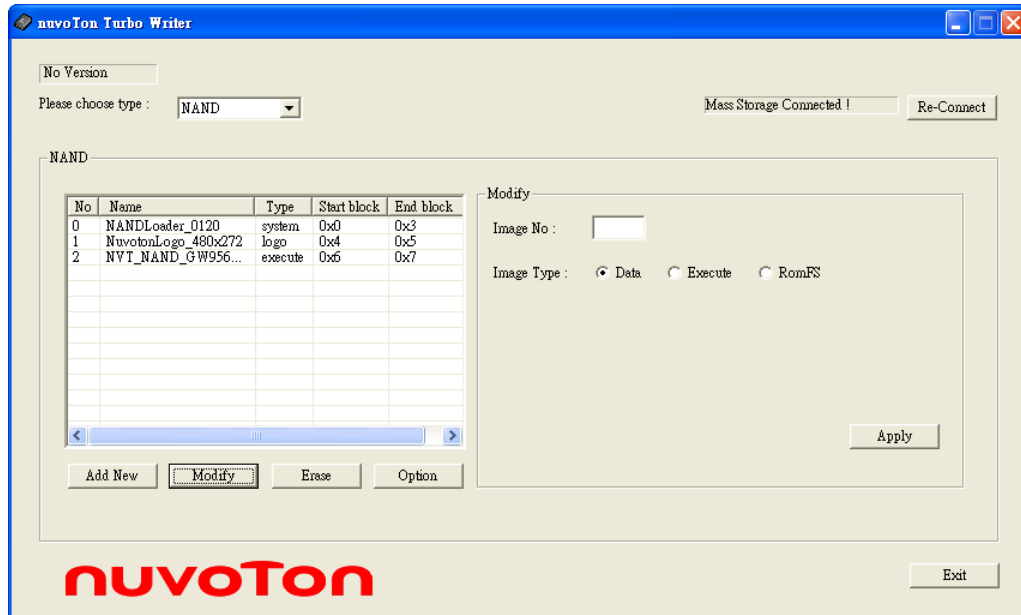 nuvoTon Turbo Writer
No Version
Please choose type :
NAND
Mass Storage Connected !
Re-Connect
NAND
No Name Type Start block End block
0 NANDLoader_0120 system 0x0 0x3
1 NuvotonLogo_480x272 logo 0x4 0x5
2 NVT_NAND_GW956... execute 0x6 0x7
Modify
Image No :
Image Type : Data Execute RomFS
Apply
Add New Modify Erase Option
nuvoTon
Exit